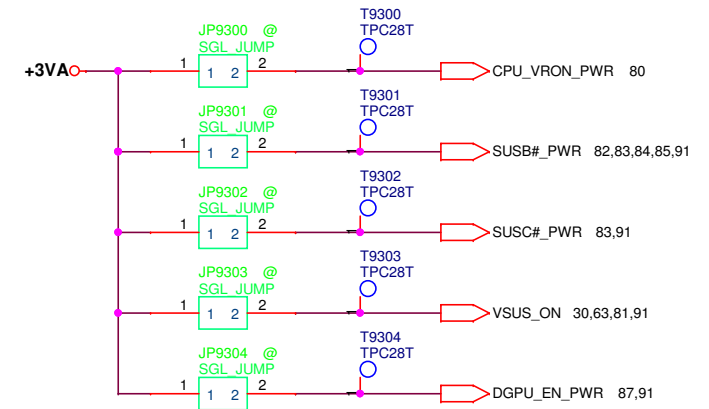 T9300
JP9300 @ TPC28T
SGL_JUMP
+3VA 1 1 2 2 CPU_VRON_PWR 80
T9301
JP9301 @ TPC28T
SGL_JUMP
1 1 2 2 SUSB#_PWR 82,83,84,85,91
T9302
JP9302 @ TPC28T
SGL_JUMP
1 1 2 2 SUSC#_PWR 83,91
T9303
JP9303 @ TPC28T
SGL_JUMP
1 1 2 2 VSUS_ON 30,63,81,91
T9304
JP9304 @ TPC28T
SGL_JUMP
1 1 2 2 DGPU_EN_PWR 87,91